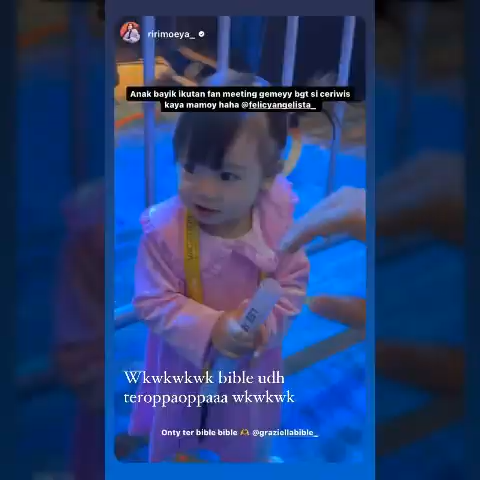 ririmoeya_
Anak bayik ikutan fan meeting gemeyy bgt si ceriwis
kaya mamoy haha @felicyangelista_
Wkwkwkwk bible udh
teroppaoppaaa wkwkwk
Onty ter bible bible 🫶 @graziellabible_